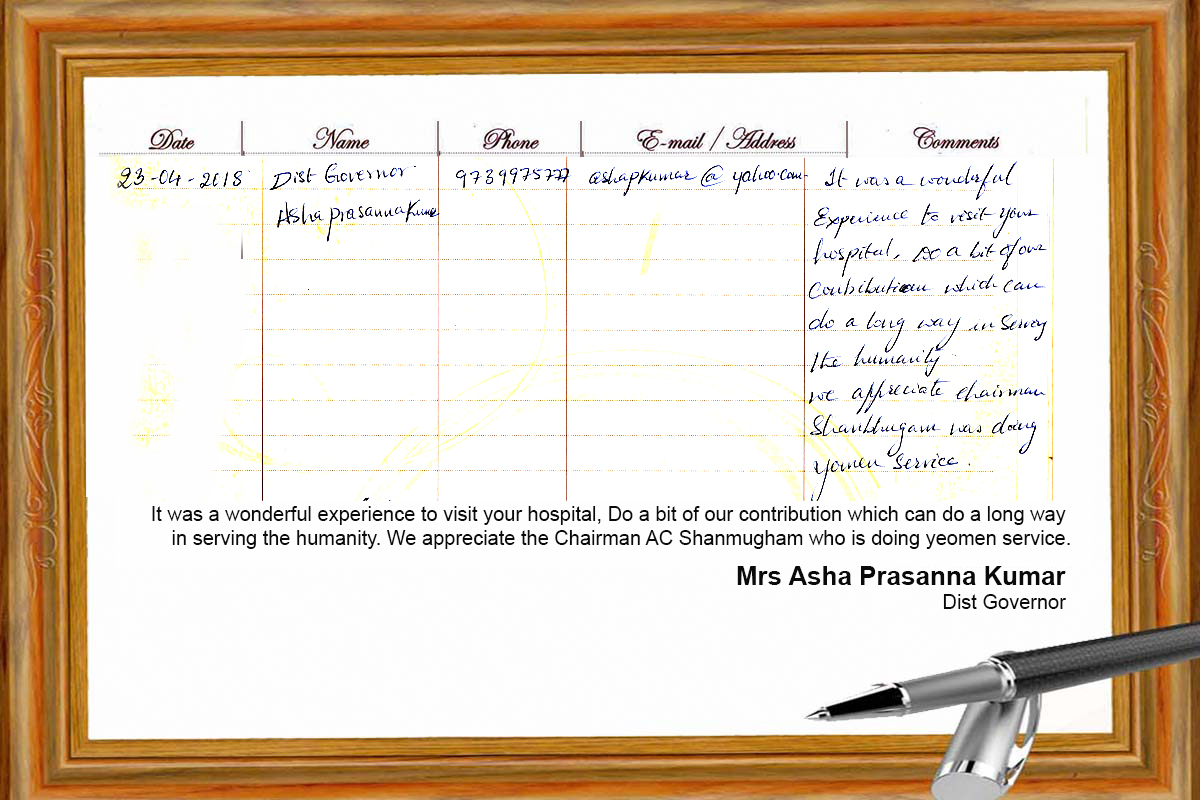 Date Name Phone E-mail / Address Comments
23-04-2018 Dist Governor 9739975777 ashapkumar@yahoo.com It was a wonderful
Asha Prasanna Kumar Experience to visit your
hospital, Do a bit of our
Contribution which can
do a long way in Serving
the humanity
we appreciate chairman
Shanbhugam was doing
yomen service.
It was a wonderful experience to visit your hospital, Do a bit of our contribution which can do a long way
in serving the humanity. We appreciate the Chairman AC Shanmugham who is doing yeomen service.
Mrs Asha Prasanna Kumar
Dist Governor